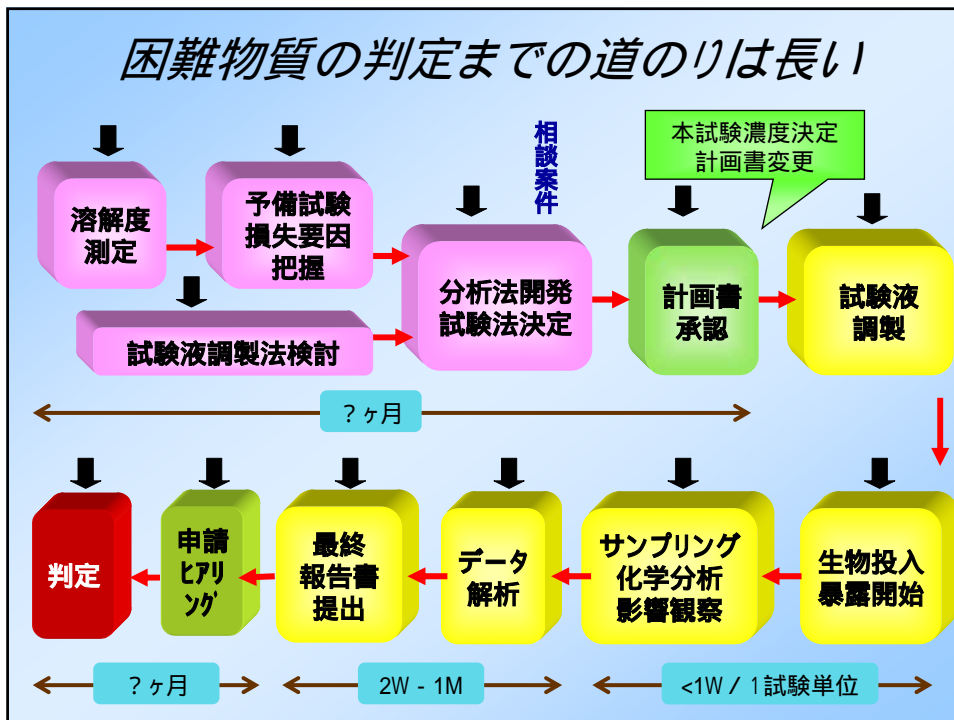 困難物質の判定までの道のりは長い
相談案件
本試験濃度決定
計画書変更
溶解度
測定
予備試験
損失要因
把握
試験液調製法検討
分析法開発
試験法決定
計画書
承認
試験液
調製
?ヶ月
判定
申請
ヒアリ
ング
最終
報告書
提出
データ
解析
サンプリング
化学分析
影響観察
生物投入
暴露開始
?ヶ月
2W - 1M
<1W / 1試験単位